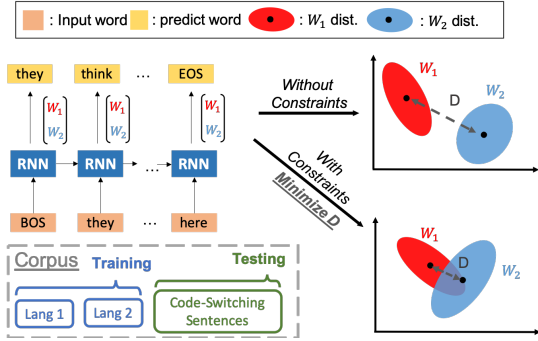 : Input word : predict word : W₁ dist. : W₂ dist.
they think ... EOS
W₁ W₁ W₁
W₂ W₂ W₂
RNN RNN ... RNN
BOS they ... here
Without
Constraints
With
Constraints
Minimize D
W₁
D
W₂
W₁
D
W₂
Corpus
Training Testing
Lang 1 Lang 2 Code-Switching
Sentences